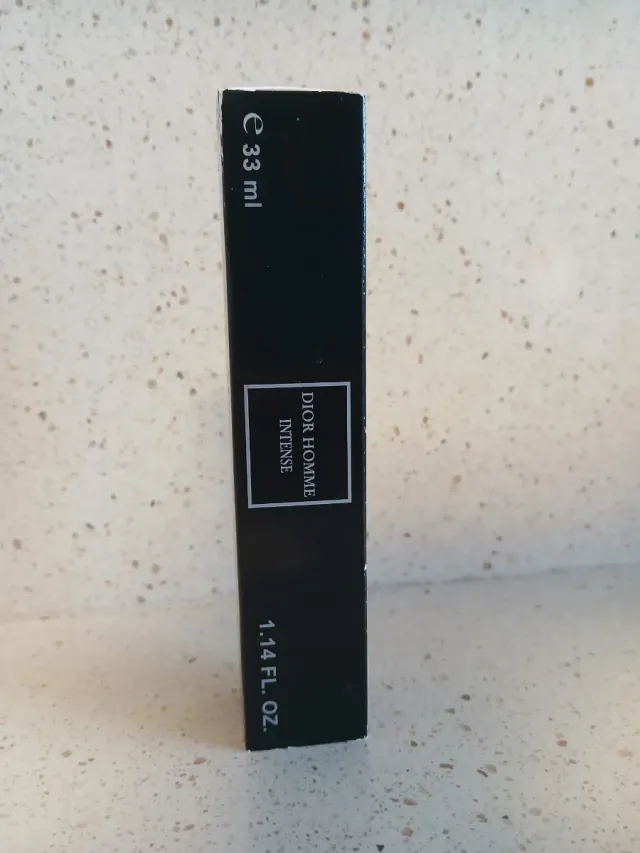 ℮ 33 ml
DIOR HOMME
INTENSE
1.14 FL. OZ.